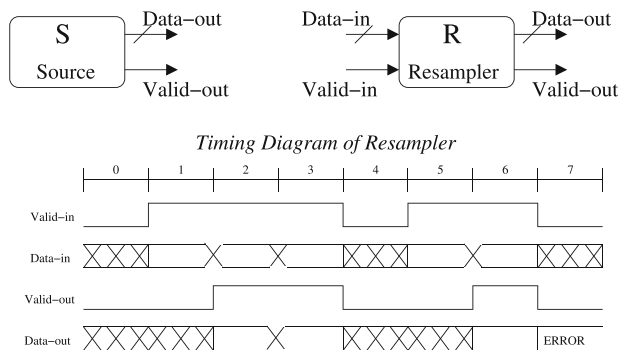 S
Source
Data−out
Valid−out
Data−in
Valid−in
R
Resampler
Data−out
Valid−out
Timing Diagram of Resampler
0 1 2 3 4 5 6 7
Valid−in
Data−in
Valid−out
Data−out
ERROR